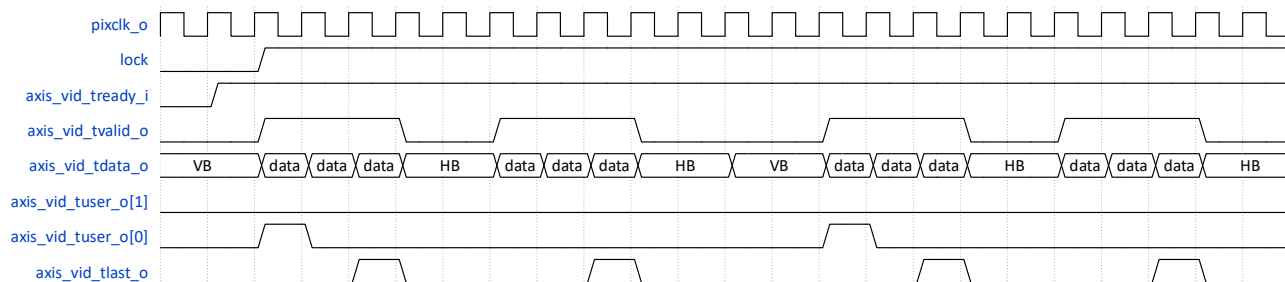 pixclk_o
lock
axis_vid_tready_i
axis_vid_tvalid_o
axis_vid_tdata_o VB data data data HB data data data HB VB data data data HB data data data HB
axis_vid_tuser_o[1]
axis_vid_tuser_o[0]
axis_vid_tlast_o